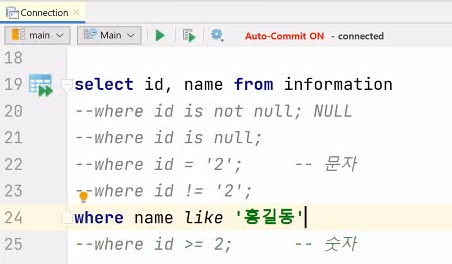 Connection
main Main Auto-Commit ON - connected
18
19 select id, name from information
20 --where id is not null; NULL
21 --where id is null;
22 --where id = '2'; -- 문자
23 --where id != '2';
24 where name like '홍길동'
25 --where id >= 2; -- 숫자